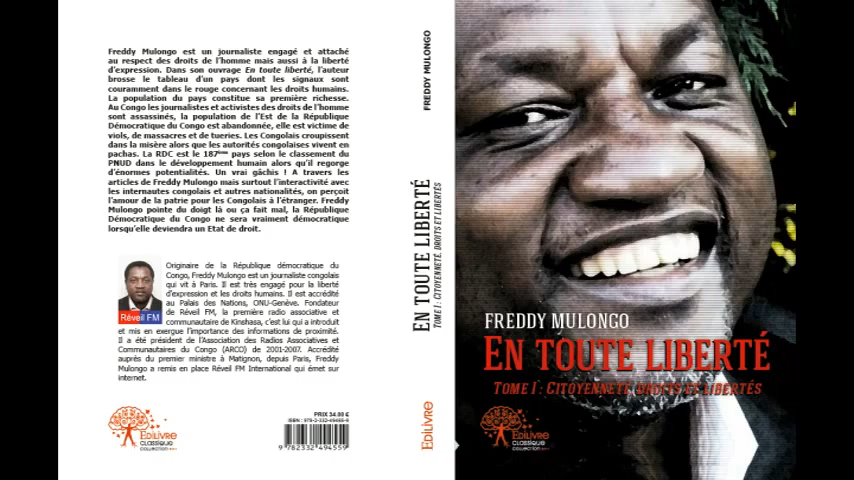 Freddy Mulongo est un journaliste engagé et attaché
au respect des droits de l'homme mais aussi à la liberté
d'expression. Dans son ouvrage En toute liberté, l'auteur
brosse le tableau d'un pays dont les signaux sont
couramment dans le rouge concernant les droits humains.
La population du pays constitue sa première richesse.
Au Congo les journalistes et activistes des droits de l'homme
sont assassinés, la population de l'Est de la République
Démocratique du Congo est abandonnée, elle est victime de
viols, de massacres et de tueries. Les Congolais croupissent
dans la misère alors que les autorités congolaises vivent en
pachas. La RDC est le 187ème pays selon le classement du
PNUD dans le développement humain alors qu'il regorge
d'énormes potentialités. Un vrai gâchis ! A travers les
articles de Freddy Mulongo mais surtout l'interactivité avec
les internautes congolais et autres nationalités, on perçoit
l'amour de la patrie pour les Congolais à l'étranger. Freddy
Mulongo pointe du doigt là ou ça fait mal, la République
Démocratique du Congo ne sera vraiment démocratique
lorsqu'elle deviendra un Etat de droit.
Originaire de la République démocratique du
Congo, Freddy Mulongo est un journaliste congolais
qui vit à Paris. Il est très engagé pour la liberté
d'expression et les droits humains. Il est accrédité
au Palais des Nations, ONU-Genève. Fondateur
de Réveil FM, la première radio associative et
communautaire de Kinshasa, c'est lui qui a introduit
et mis en exergue l'importance des informations de proximité.
Il a été président de l'Association des Radios Associatives et
Communautaires du Congo (ARCO) de 2001-2007. Accrédité
auprès du premier ministre à Matignon, depuis Paris, Freddy
Mulongo a remis en place Réveil FM International qui émet sur
internet.
Réveil FM
EDILIVRE
CLASSIQUE
COLLECTION
PRIX 34.00 €
ISBN : 978-2-332-49455-9
9 782332 494559
FREDDY MULONGO
EN TOUTE LIBERTÉ
TOME I : CITOYENNETÉ, DROITS ET LIBERTÉS
EDILIVRE
FREDDY MULONGO
EN TOUTE LIBERTÉ
TOME I : CITOYENNETÉ, DROITS ET LIBERTÉS
EDILIVRE
CLASSIQUE
COLLECTION